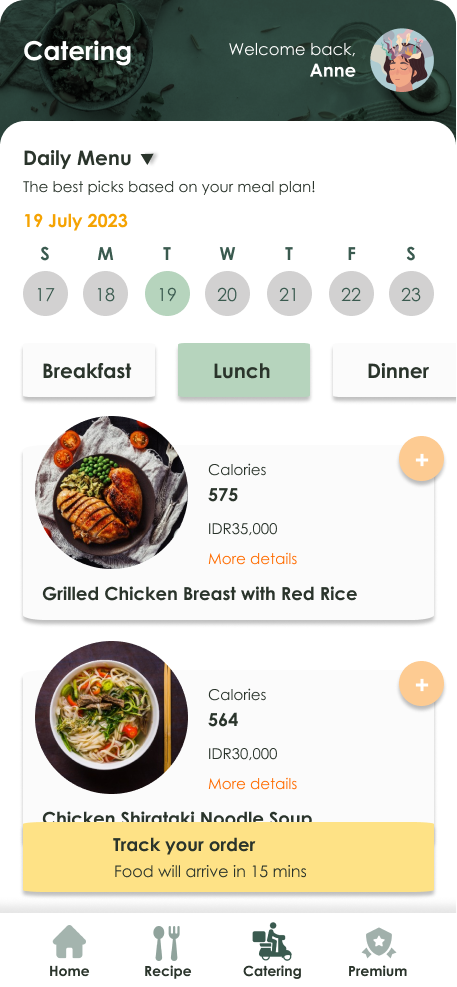 Catering
Welcome back,
Anne
Daily Menu
The best picks based on your meal plan!
19 July 2023
S M T W T F S
17 18 19 20 21 22 23
Breakfast Lunch Dinner
Calories
575
IDR35,000
More details
Grilled Chicken Breast with Red Rice
Calories
564
IDR30,000
More details
Chicken Shirataki Noodle Soup
Track your order
Food will arrive in 15 mins
Home Recipe Catering Premium